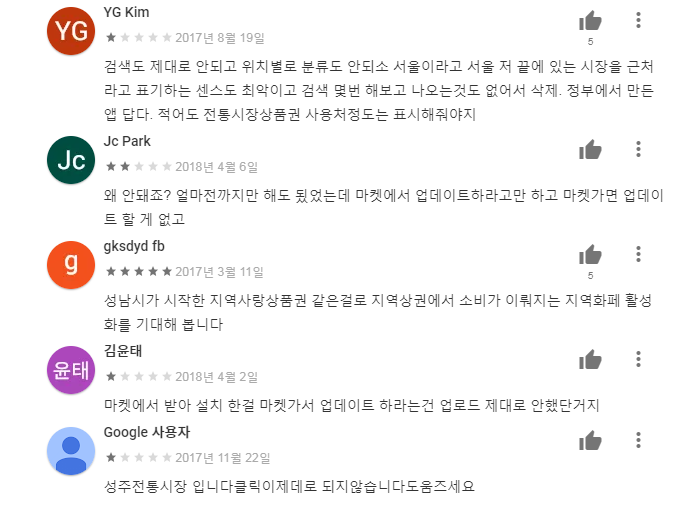 YG
YG Kim
2017년 8월 19일
5
검색도 제대로 안되고 위치별로 분류도 안되소 서울이라고 서울 저 끝에 있는 시장을 근처
라고 표기하는 센스도 최악이고 검색 몇번 해보고 나오는것도 없어서 삭제. 정부에서 만든
앱 답다. 적어도 전통시장상품권 사용처정도는 표시해줘야지
Jc
Jc Park
2018년 4월 6일
왜 안돼죠? 얼마전까지만 해도 됬었는데 마켓에서 업데이트하라고만 하고 마켓가면 업데이
트 할 게 없고
g
gksdyd fb
2017년 3월 11일
5
성남시가 시작한 지역사랑상품권 같은걸로 지역상권에서 소비가 이뤄지는 지역화페 활성
화를 기대해 봅니다
윤태
김윤태
2018년 4월 2일
마켓에서 받아 설치 한걸 마켓가서 업데이트 하라는건 업로드 제대로 안했단거지
Google 사용자
2017년 11월 22일
성주전통시장 입니다클릭이제데로 되지않습니다도움즈세요